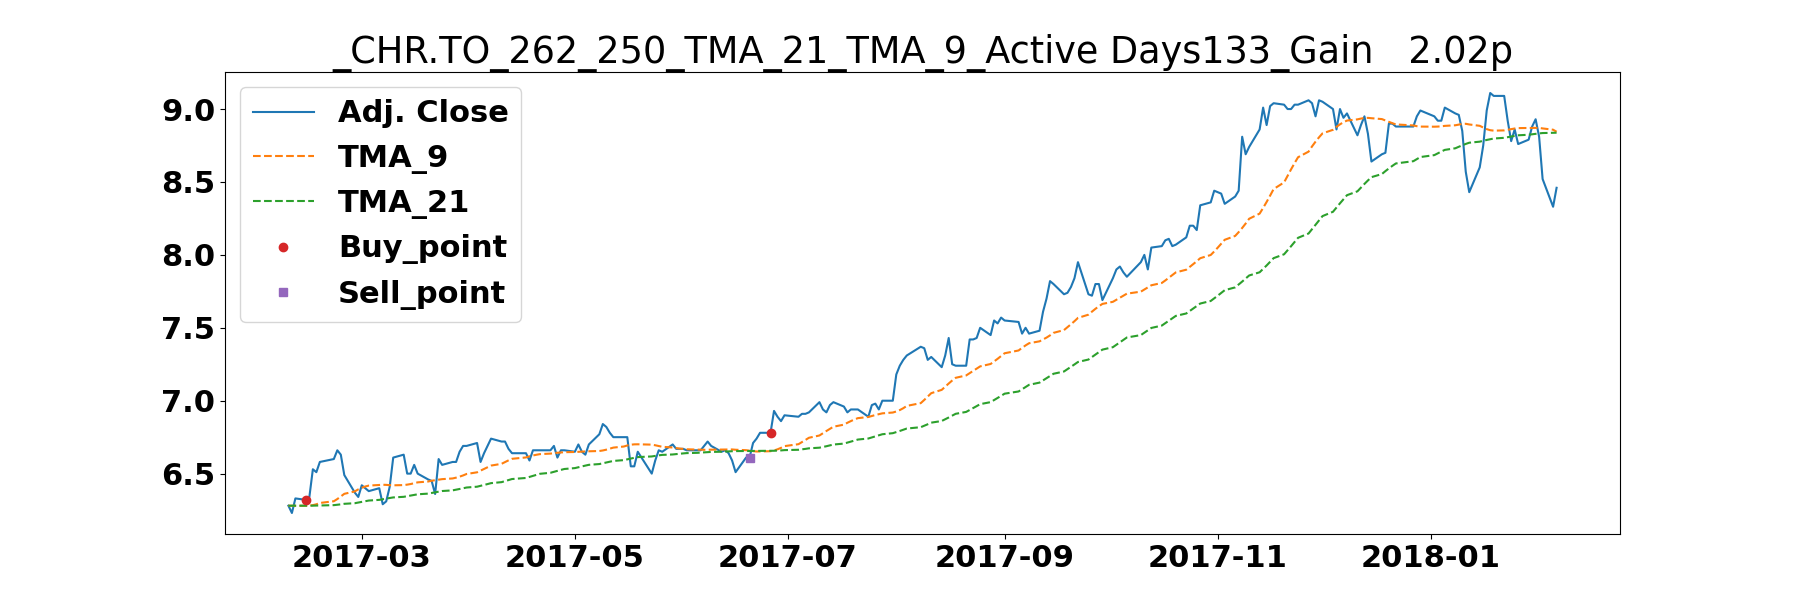 _CHR.TO_262_250_TMA_21_TMA_9_Active Days133_Gain   2.02p
Adj. Close
TMA_9
TMA_21
Buy_point
Sell_point
9.0
8.5
8.0
7.5
7.0
6.5
2017-03 2017-05 2017-07 2017-09 2017-11 2018-01